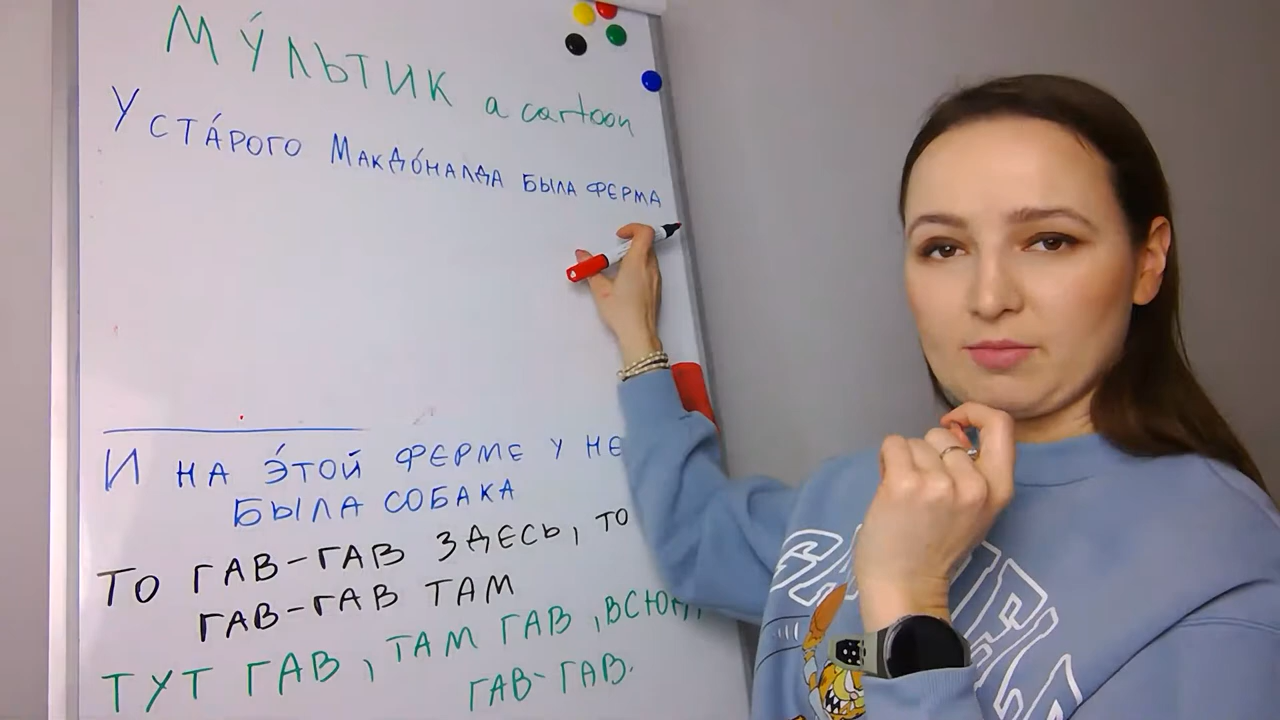 МУ́ЛЬТИК a cartoon
У СТА́РОГО МАКДО́НАЛДА БЫЛА ФЕРМА
И НА Э́ТОЙ ФЕРМЕ У НЕ
БЫЛА СОБАКА
ТО ГАВ-ГАВ ЗДЕСЬ, ТО
ГАВ-ГАВ ТАМ
ТУТ ГАВ, ТАМ ГАВ, ВСЮДУ
ГАВ-ГАВ.